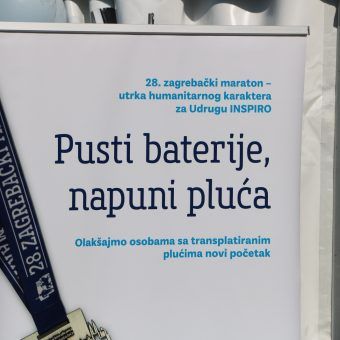 28. zagrebački maraton –
utrka humanitarnog karaktera
za Udrugu INSPIRO
Pusti baterije,
napuni pluća
Olakšajmo osobama sa transplatiranim
plućima novi početak
28. ZAGREBAČKI